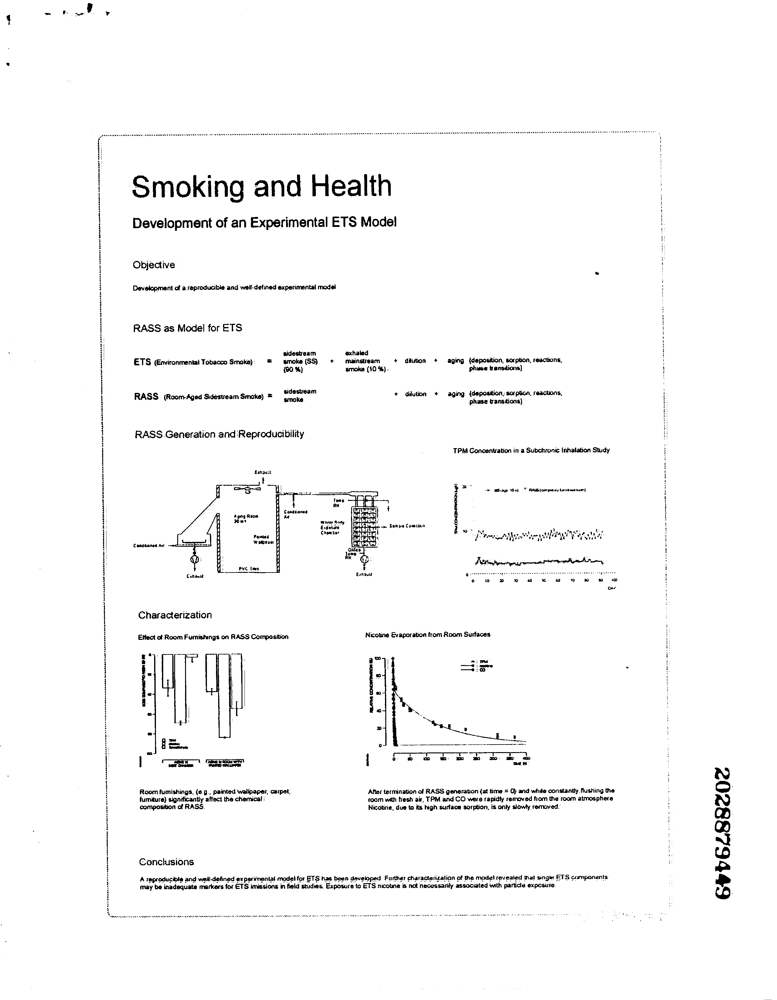 Smoking and Health
Development of an Experimental ETS Model
Objective
Development of a reproducible and well-defined experimental model
RASS as Model for ETS
ETS (Environmental Tobacco Smoke) = sidestream smoke (SS) (90 %) + exhaled mainstream smoke (10 %) + dilution + aging (deposition, sorption, reactions, phase transitions)
RASS (Room-Aged Sidestream Smoke) = sidestream smoke + dilution + aging (deposition, sorption, reactions, phase transitions)
RASS Generation and Reproducibility
TPM Concentration in a Subchronic Inhalation Study
Exhaust
Conditioned Air
Aging Room
Painted Wallpaper
PVC
Exhaust
Conditioned Air
Temp
RH
Whole Body Exposure Chamber
Sample Collection
Temp
RH
Exhaust
Characterization
Effect of Room Furnishings on RASS Composition
Nicotine Evaporation from Room Surfaces
TPM
CO
RELATIVE CONCENTRATION
Room furnishings, (e.g., painted wallpaper, carpet,
furniture) significantly affect the chemical
composition of RASS.
After termination of RASS generation (at time = 0) and while constantly flushing the
room with fresh air, TPM and CO were rapidly removed from the room atmosphere
Nicotine, due to its high surface sorption, is only slowly removed.
Conclusions
A reproducible and well-defined experimental model for ETS has been developed. Further characterization of the model revealed that single ETS components
may be inadequate markers for ETS imissions in field studies. Exposure to ETS nicotine is not necessarily associated with particle exposure
2028879449